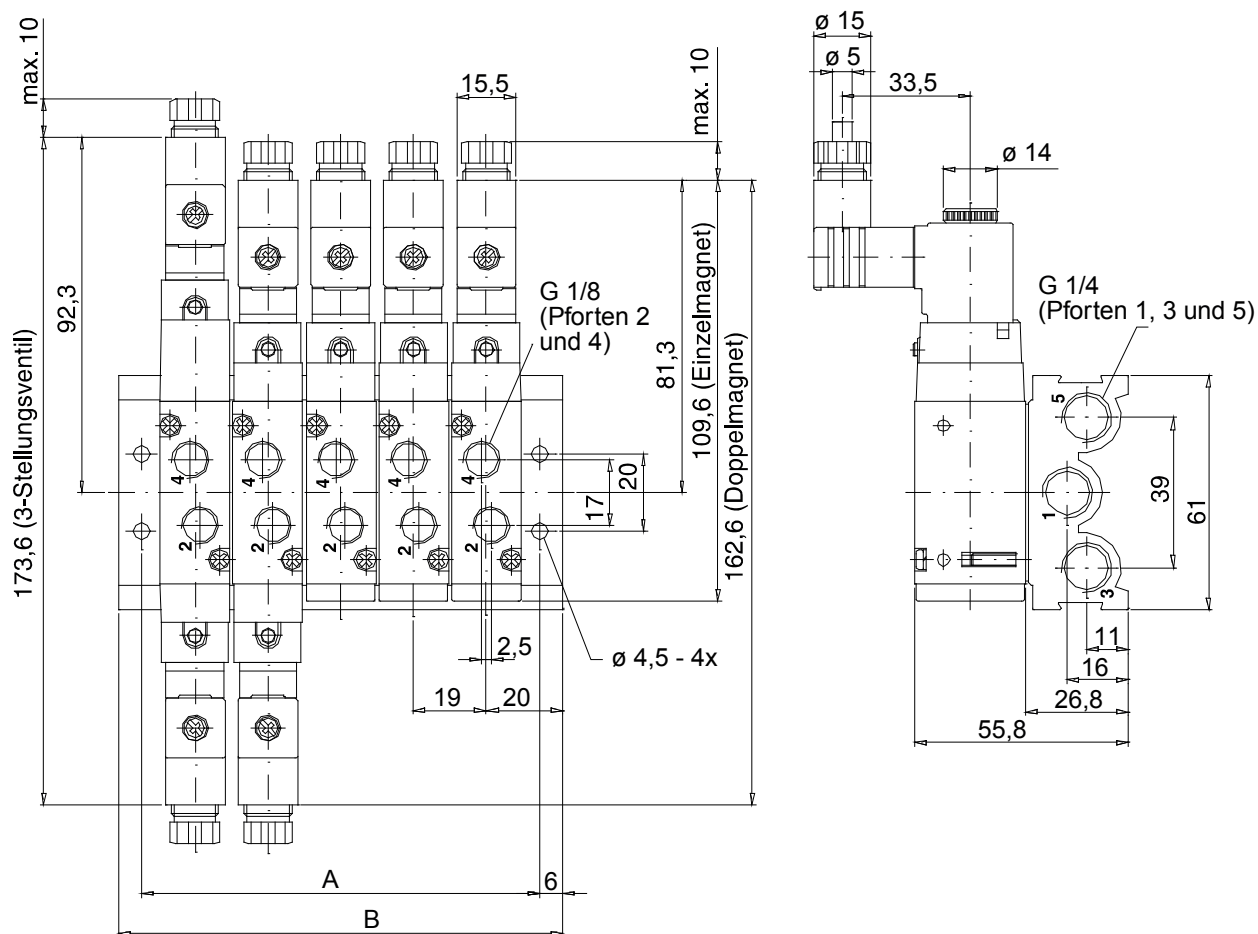 max. 10
173,6 (3-Stellungsventil)
92,3
15,5
max. 10
G 1/8
(Pforten 2
und 4)
81,3
109,6 (Einzelmagnet)
162,6 (Doppelmagnet)
4
4
4
4
4
2
2
2
2
2
17
20
2,5
ø 4,5 - 4x
19
20
A
6
B
ø 15
ø 5
33,5
ø 14
G 1/4
(Pforten 1, 3 und 5)
5
1
3
39
61
11
16
26,8
55,8